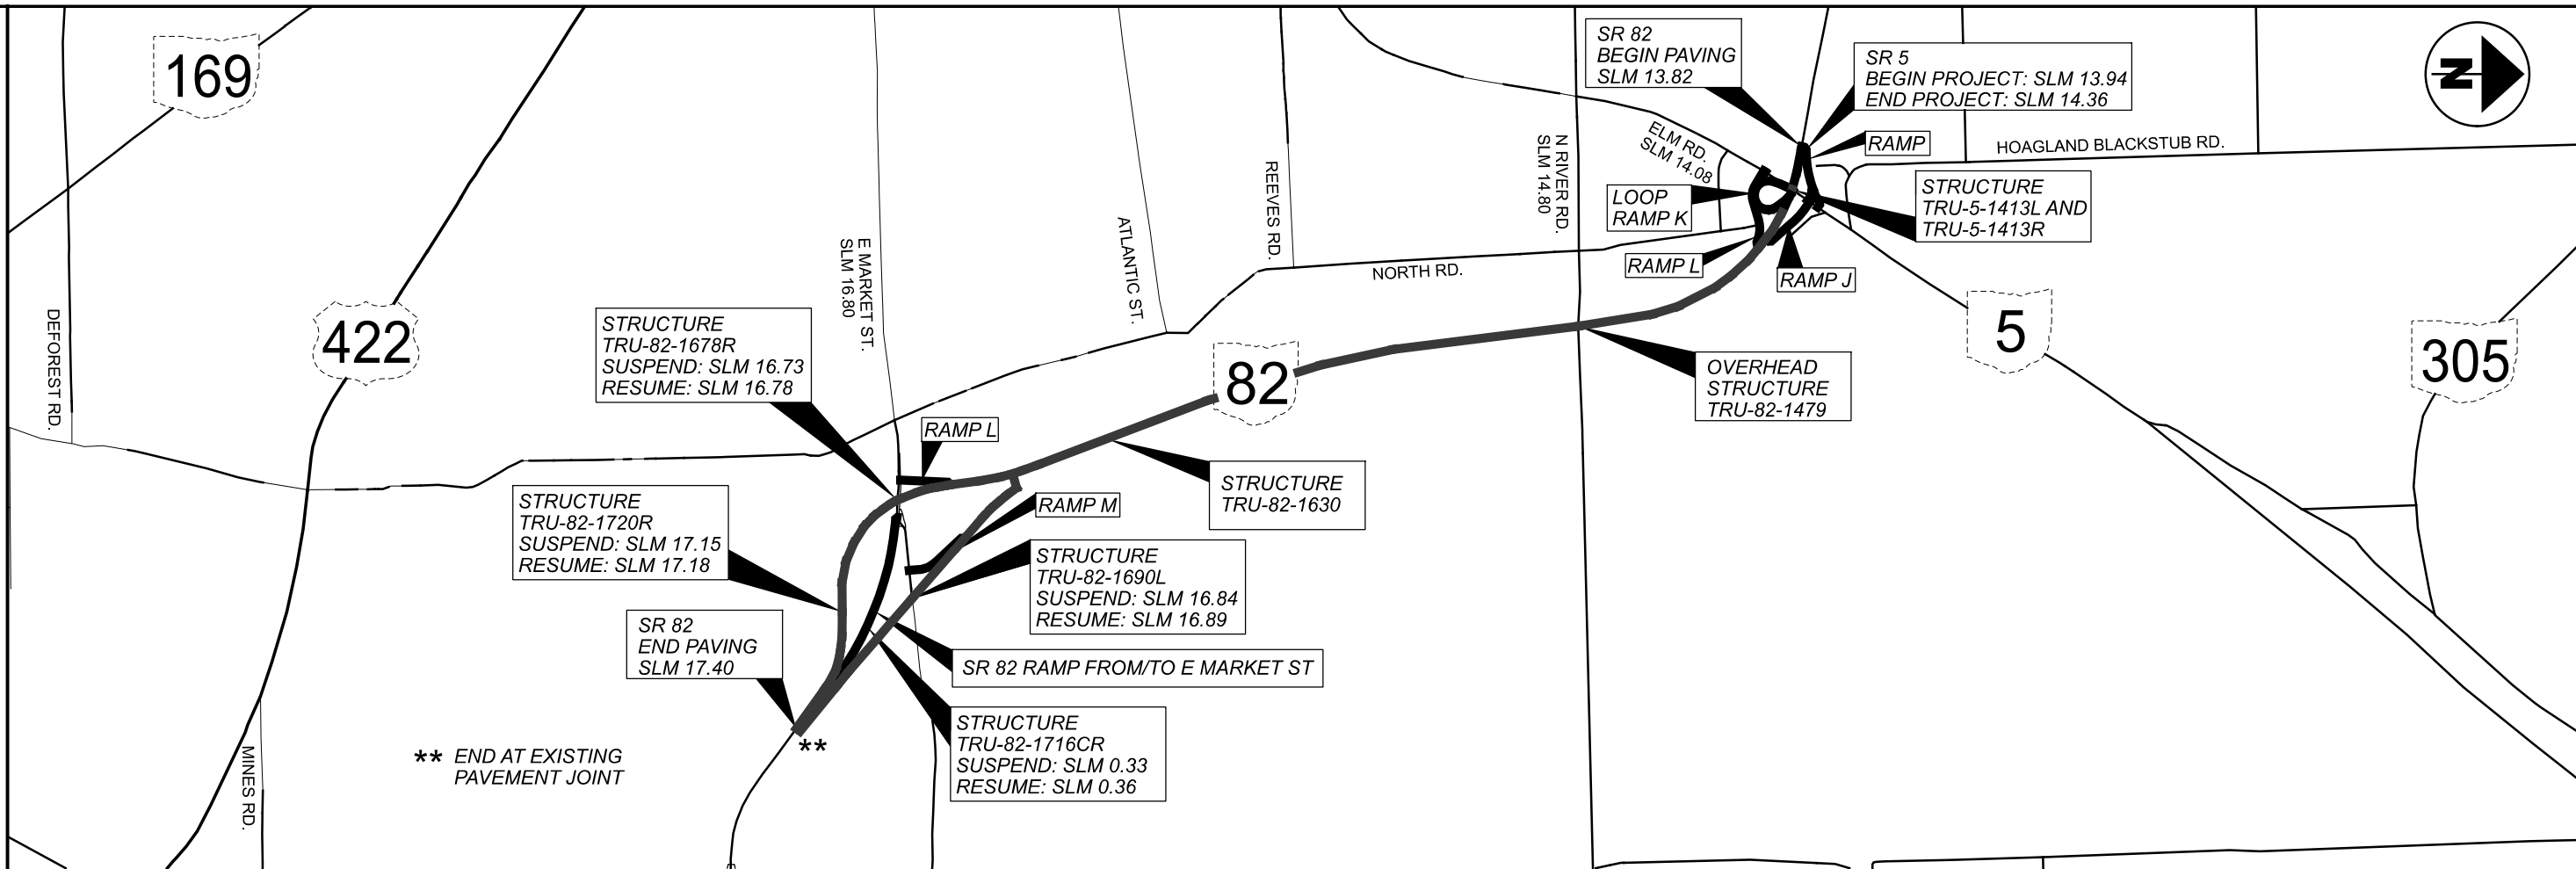 169
422
DEFOREST RD.
MINES RD.
E MARKET ST.
SLM 16.80
ATLANTIC ST.
REEVES RD.
NORTH RD.
N RIVER RD.
SLM 14.80
ELM RD.
SLM 14.08
HOAGLAND BLACKSTUB RD.
SR 82
BEGIN PAVING
SLM 13.82
SR 5
BEGIN PROJECT: SLM 13.94
END PROJECT: SLM 14.36
RAMP
N
LOOP
RAMP K
STRUCTURE
TRU-5-1413L AND
TRU-5-1413R
RAMP L
RAMP J
5
305
82
OVERHEAD
STRUCTURE
TRU-82-1479
STRUCTURE
TRU-82-1678R
SUSPEND: SLM 16.73
RESUME: SLM 16.78
RAMP L
STRUCTURE
TRU-82-1630
RAMP M
STRUCTURE
TRU-82-1720R
SUSPEND: SLM 17.15
RESUME: SLM 17.18
STRUCTURE
TRU-82-1690L
SUSPEND: SLM 16.84
RESUME: SLM 16.89
SR 82
END PAVING
SLM 17.40
SR 82 RAMP FROM/TO E MARKET ST
STRUCTURE
TRU-82-1716CR
SUSPEND: SLM 0.33
RESUME: SLM 0.36
**
** END AT EXISTING
PAVEMENT JOINT